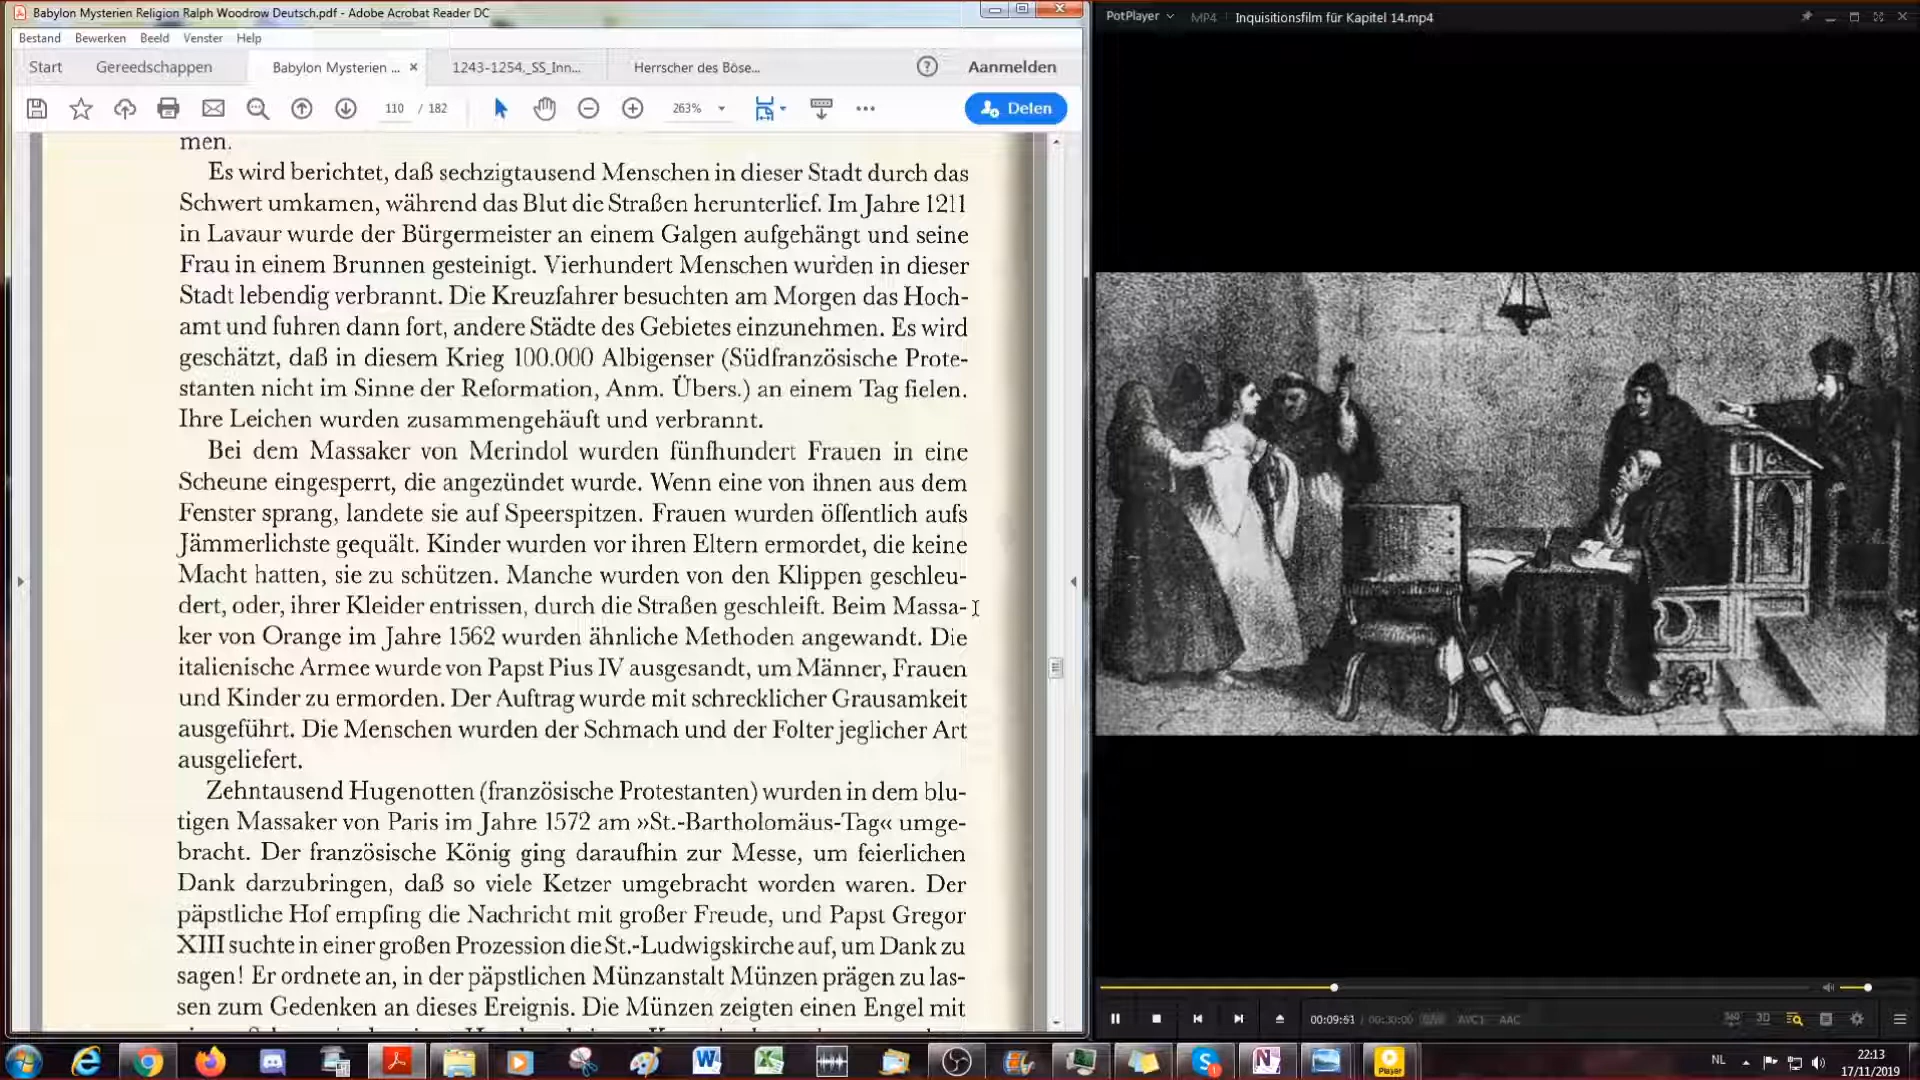 Babylon Mysterien Religion Ralph Woodrow Deutsch.pdf - Adobe Acrobat Reader DC
Bestand Bewerken Beeld Venster Help
Start Gereedschappen Babylon Mysterien ... 1243-1254._SS_Inn... Herrscher des Böse... Aanmelden
110 / 182 263% Delen
men.
Es wird berichtet, daß sechzigtausend Menschen in dieser Stadt durch das
Schwert umkamen, während das Blut die Straßen herunterlief. Im Jahre 1211
in Lavaur wurde der Bürgermeister an einem Galgen aufgehängt und seine
Frau in einem Brunnen gesteinigt. Vierhundert Menschen wurden in dieser
Stadt lebendig verbrannt. Die Kreuzfahrer besuchten am Morgen das Hoch-
amt und fuhren dann fort, andere Städte des Gebietes einzunehmen. Es wird
geschätzt, daß in diesem Krieg 100.000 Albigenser (Südfranzösische Prote-
stanten nicht im Sinne der Reformation, Anm. Übers.) an einem Tag fielen.
Ihre Leichen wurden zusammengehäuft und verbrannt.
Bei dem Massaker von Merindol wurden fünfhundert Frauen in eine
Scheune eingesperrt, die angezündet wurde. Wenn eine von ihnen aus dem
Fenster sprang, landete sie auf Speerspitzen. Frauen wurden öffentlich aufs
Jämmerlichste gequält. Kinder wurden vor ihren Eltern ermordet, die keine
Macht hatten, sie zu schützen. Manche wurden von den Klippen geschleu-
dert, oder, ihrer Kleider entrissen, durch die Straßen geschleift. Beim Massa-
ker von Orange im Jahre 1562 wurden ähnliche Methoden angewandt. Die
italienische Armee wurde von Papst Pius IV ausgesandt, um Männer, Frauen
und Kinder zu ermorden. Der Auftrag wurde mit schrecklicher Grausamkeit
ausgeführt. Die Menschen wurden der Schmach und der Folter jeglicher Art
ausgeliefert.
Zehntausend Hugenotten (französische Protestanten) wurden in dem blu-
tigen Massaker von Paris im Jahre 1572 am »St.-Bartholomäus-Tag« umge-
bracht. Der französische König ging daraufhin zur Messe, um feierlichen
Dank darzubringen, daß so viele Ketzer umgebracht worden waren. Der
päpstliche Hof empfing die Nachricht mit großer Freude, und Papst Gregor
XIII suchte in einer großen Prozession die St.-Ludwigskirche auf, um Dank zu
sagen! Er ordnete an, in der päpstlichen Münzanstalt Münzen prägen zu las-
sen zum Gedenken an dieses Ereignis. Die Münzen zeigten einen Engel mit
PotPlayer MP4 Inquisitionsfilm für Kapitel 14.mp4
00:09:51 / 00:30:00 AVC1 AAC
360 3D
Player
NL 22:13
17/11/2019